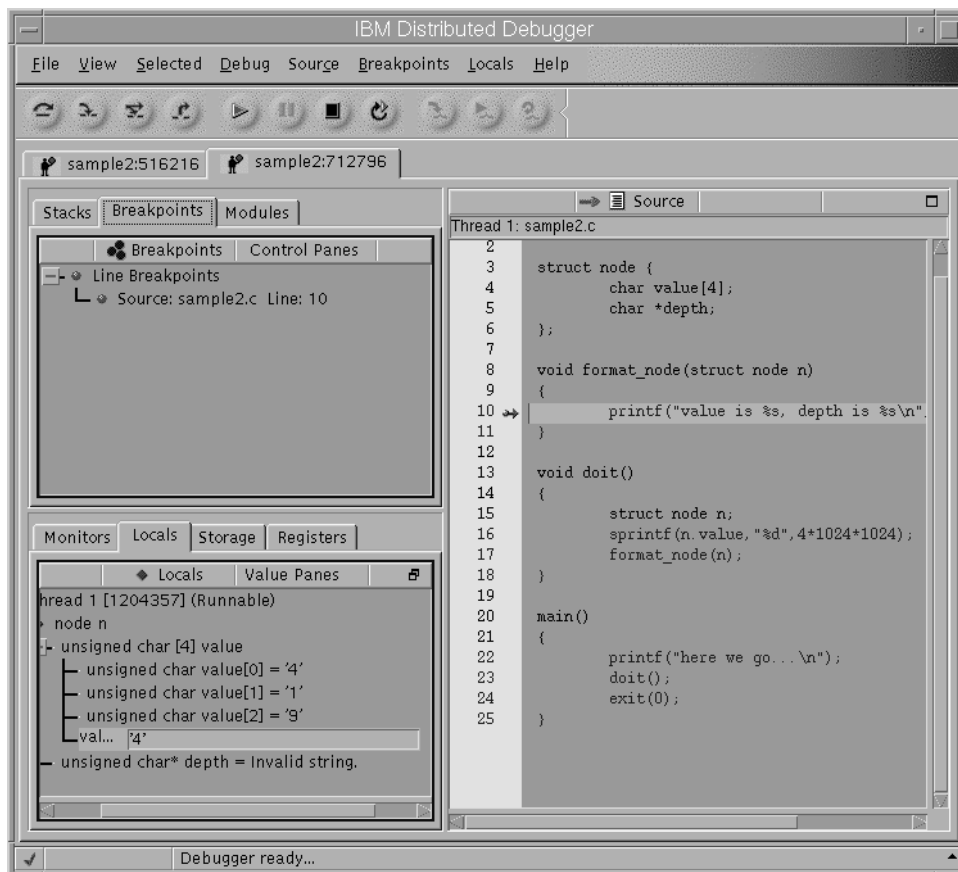 IBM Distributed Debugger
File View Selected Debug Source Breakpoints Locals Help
sample2:516216 sample2:712796
Stacks Breakpoints Modules
Breakpoints Control Panes
Line Breakpoints
Source: sample2.c Line: 10
Monitors Locals Storage Registers
Locals Value Panes
hread 1 [1204357] (Runnable)
node n
unsigned char [4] value
unsigned char value[0] = '4'
unsigned char value[1] = '1'
unsigned char value[2] = '9'
val... '4'
unsigned char* depth = Invalid string.
Source
Thread 1: sample2.c
2
3 struct node {
4 char value[4];
5 char *depth;
6 };
7
8 void format_node(struct node n)
9 {
10 printf("value is %s, depth is %s\n",
11 }
12
13 void doit()
14 {
15 struct node n;
16 sprintf(n.value,"%d",4*1024*1024);
17 format_node(n);
18 }
19
20 main()
21 {
22 printf("here we go...\n");
23 doit();
24 exit(0);
25 }
Debugger ready...